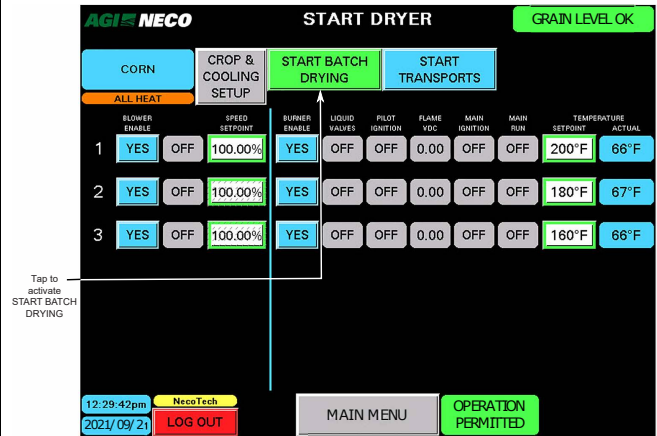 AGI NECO
START DRYER
GRAIN LEVEL OK
CORN
ALL HEAT
CROP &
COOLING
SETUP
START BATCH
DRYING
START
TRANSPORTS
BLOWER
ENABLE
SPEED
SETPOINT
BURNER
ENABLE
LIQUID
VALVES
PILOT
IGNITION
FLAME
VDC
MAIN
IGNITION
MAIN
RUN
TEMPERATURE
SETPOINT ACTUAL
1 YES OFF 100.00% YES OFF OFF 0.00 OFF OFF 200°F 66°F
2 YES OFF 100.00% YES OFF OFF 0.00 OFF OFF 180°F 67°F
3 YES OFF 100.00% YES OFF OFF 0.00 OFF OFF 160°F 66°F
Tap to
activate
START BATCH
DRYING
12:29:42pm
2021/09/21
NecoTech
LOG OUT
MAIN MENU
OPERATION
PERMITTED